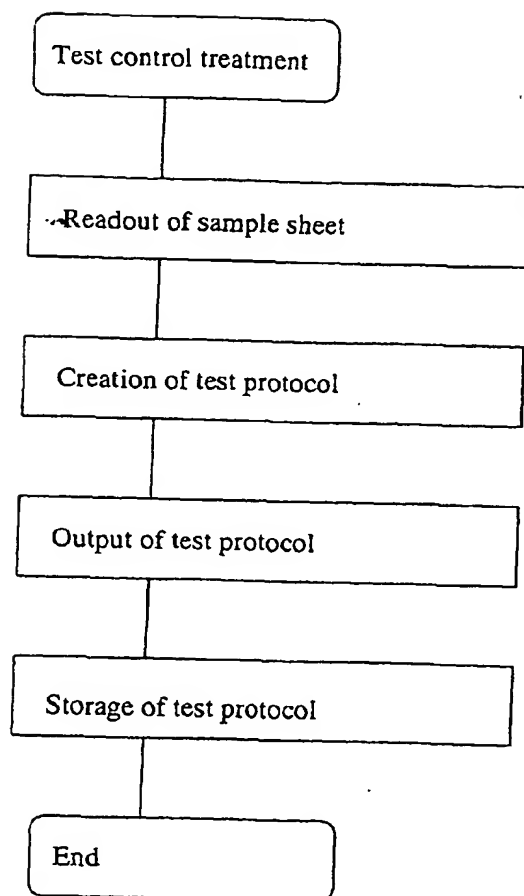 Test control treatment
Readout of sample sheet
Creation of test protocol
Output of test protocol
Storage of test protocol
End